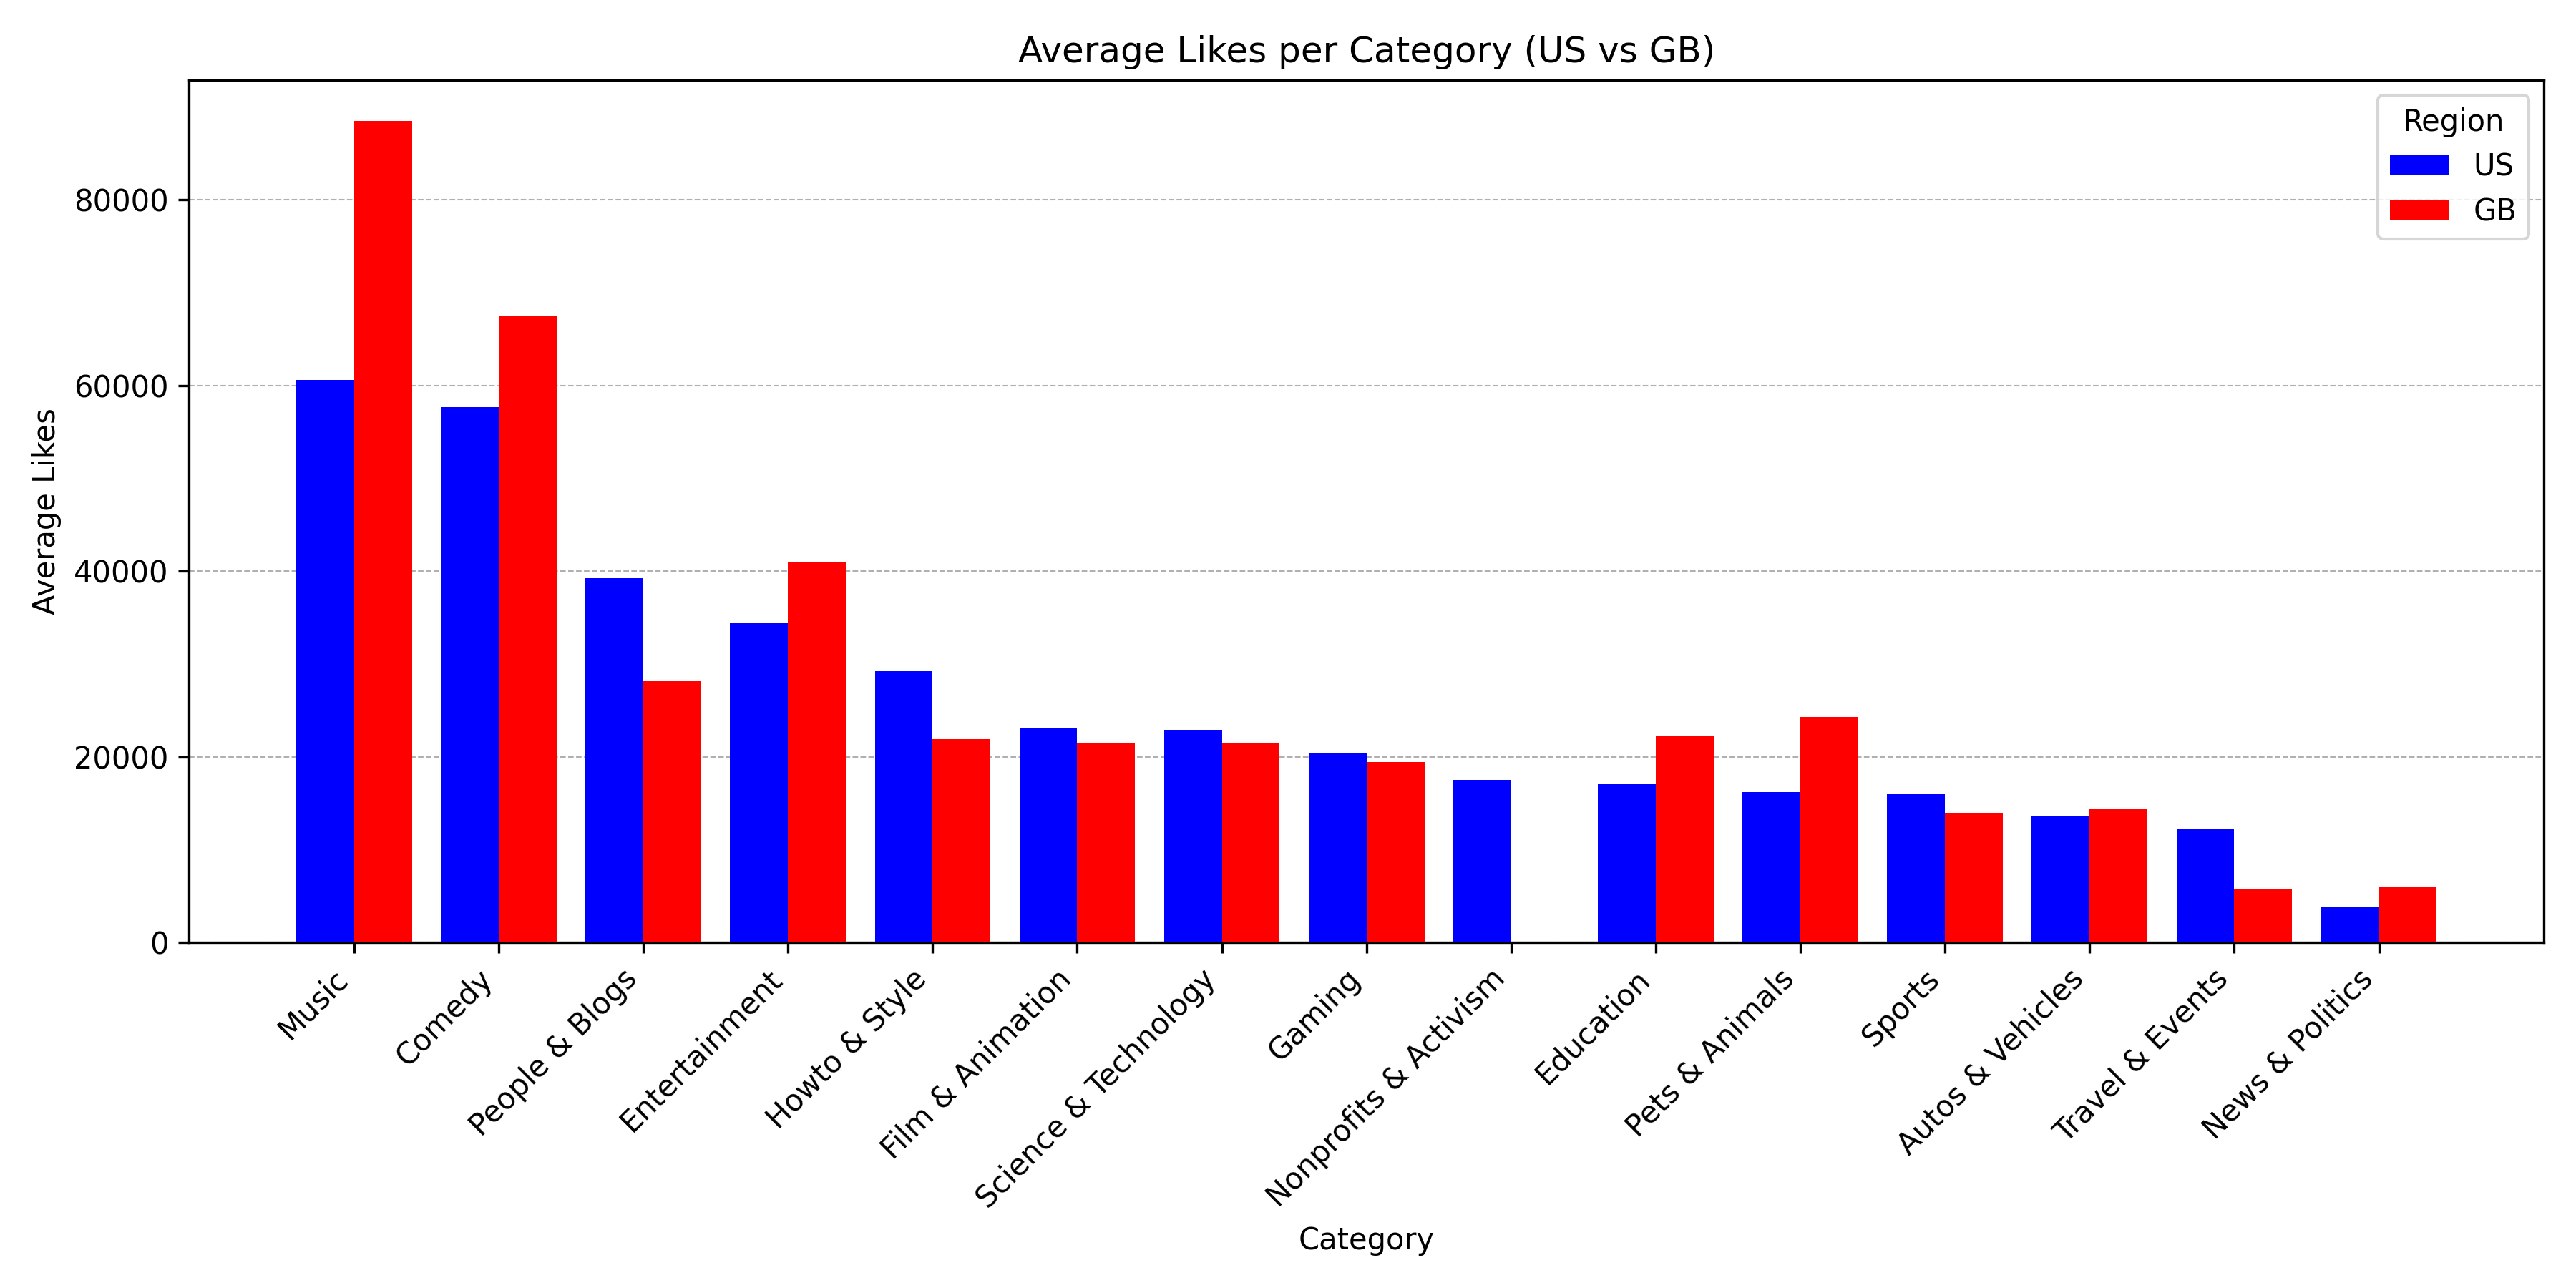 Average Likes per Category (US vs GB)
Region
US
GB
Average Likes
80000
60000
40000
20000
0
Music
Comedy
People & Blogs
Entertainment
Howto & Style
Film & Animation
Science & Technology
Gaming
Nonprofits & Activism
Education
Pets & Animals
Sports
Autos & Vehicles
Travel & Events
News & Politics
Category